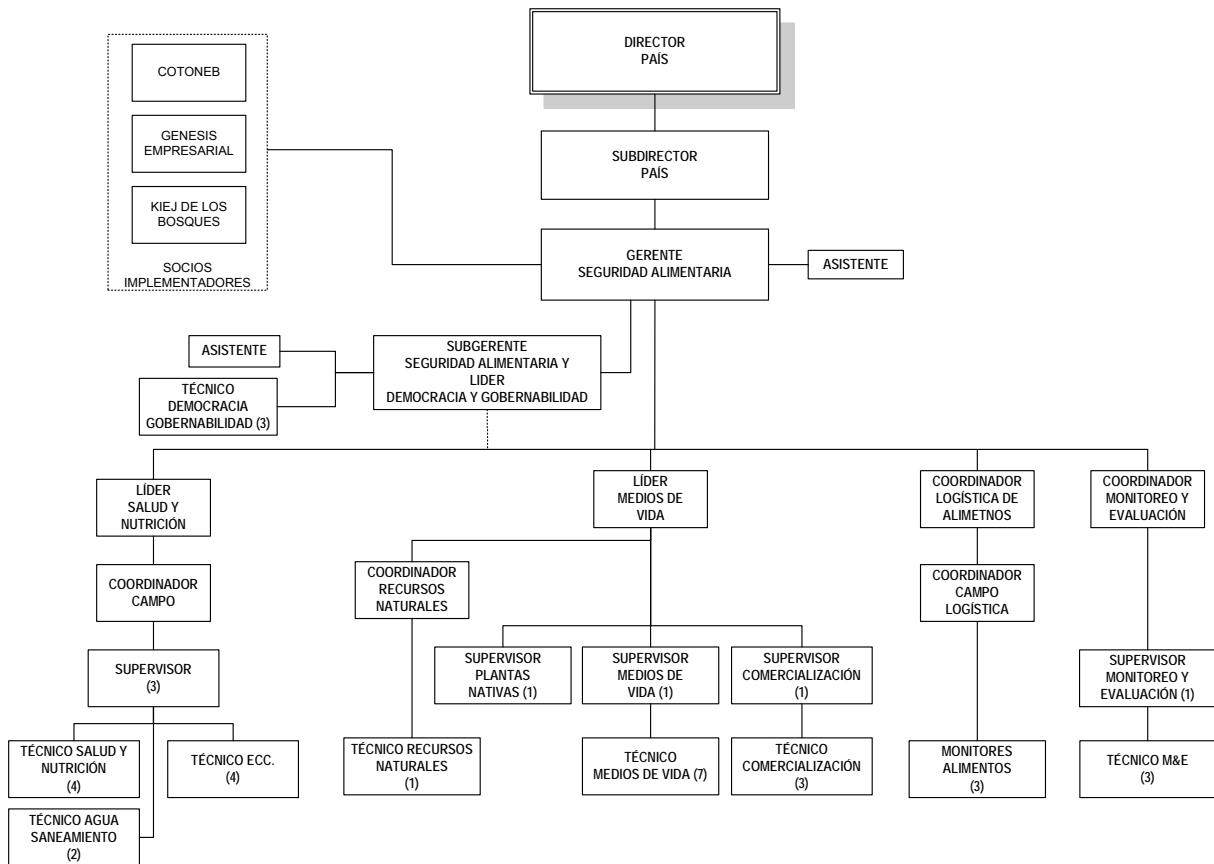 DIRECTOR
PAÍS
COTONEB
GENESIS
EMPRESARIAL
KIEJ DE LOS
BOSQUES
SOCIOS
IMPLEMENTADORES
SUBDIRECTOR
PAÍS
GERENTE
SEGURIDAD ALIMENTARIA
ASISTENTE
SUBGERENTE
SEGURIDAD ALIMENTARIA Y
LIDER
DEMOCRACIA Y GOBERNABILIDAD
ASISTENTE
TÉCNICO
DEMOCRACIA
GOBERNABILIDAD (3)
LÍDER
SALUD Y
NUTRICIÓN
LÍDER
MEDIOS DE
VIDA
COORDINADOR
LOGÍSTICA DE
ALIMETNOS
COORDINADOR
MONITOREO Y
EVALUACIÓN
COORDINADOR
CAMPO
COORDINADOR
RECURSOS
NATURALES
COORDINADOR
CAMPO
LOGÍSTICA
SUPERVISOR
(3)
SUPERVISOR
PLANTAS
NATIVAS (1)
SUPERVISOR
MEDIOS DE
VIDA (1)
SUPERVISOR
COMERCIALIZACIÓN
(1)
SUPERVISOR
MONITOREO Y
EVALUACIÓN (1)
TÉCNICO SALUD Y
NUTRICIÓN
(4)
TÉCNICO ECC.
(4)
TÉCNICO RECURSOS
NATURALES
(1)
TÉCNICO
MEDIOS DE VIDA (7)
TÉCNICO
COMERCIALIZACIÓN
(3)
MONITORES
ALIMENTOS
(3)
TÉCNICO M&E
(3)
TÉCNICO AGUA
SANEAMIENTO
(2)